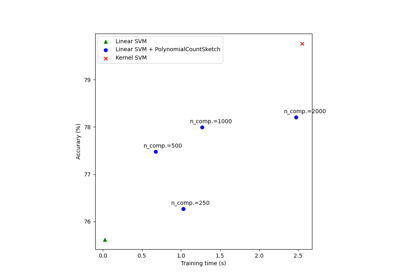 Linear SVM
Linear SVM + PolynomialCountSketch
Kernel SVM
79
78
77
76
Accurary (%)
n_comp.=2000
n_comp.=1000
n_comp.=500
n_comp.=250
0.0 0.5 1.0 1.5 2.0 2.5
Training time (s)